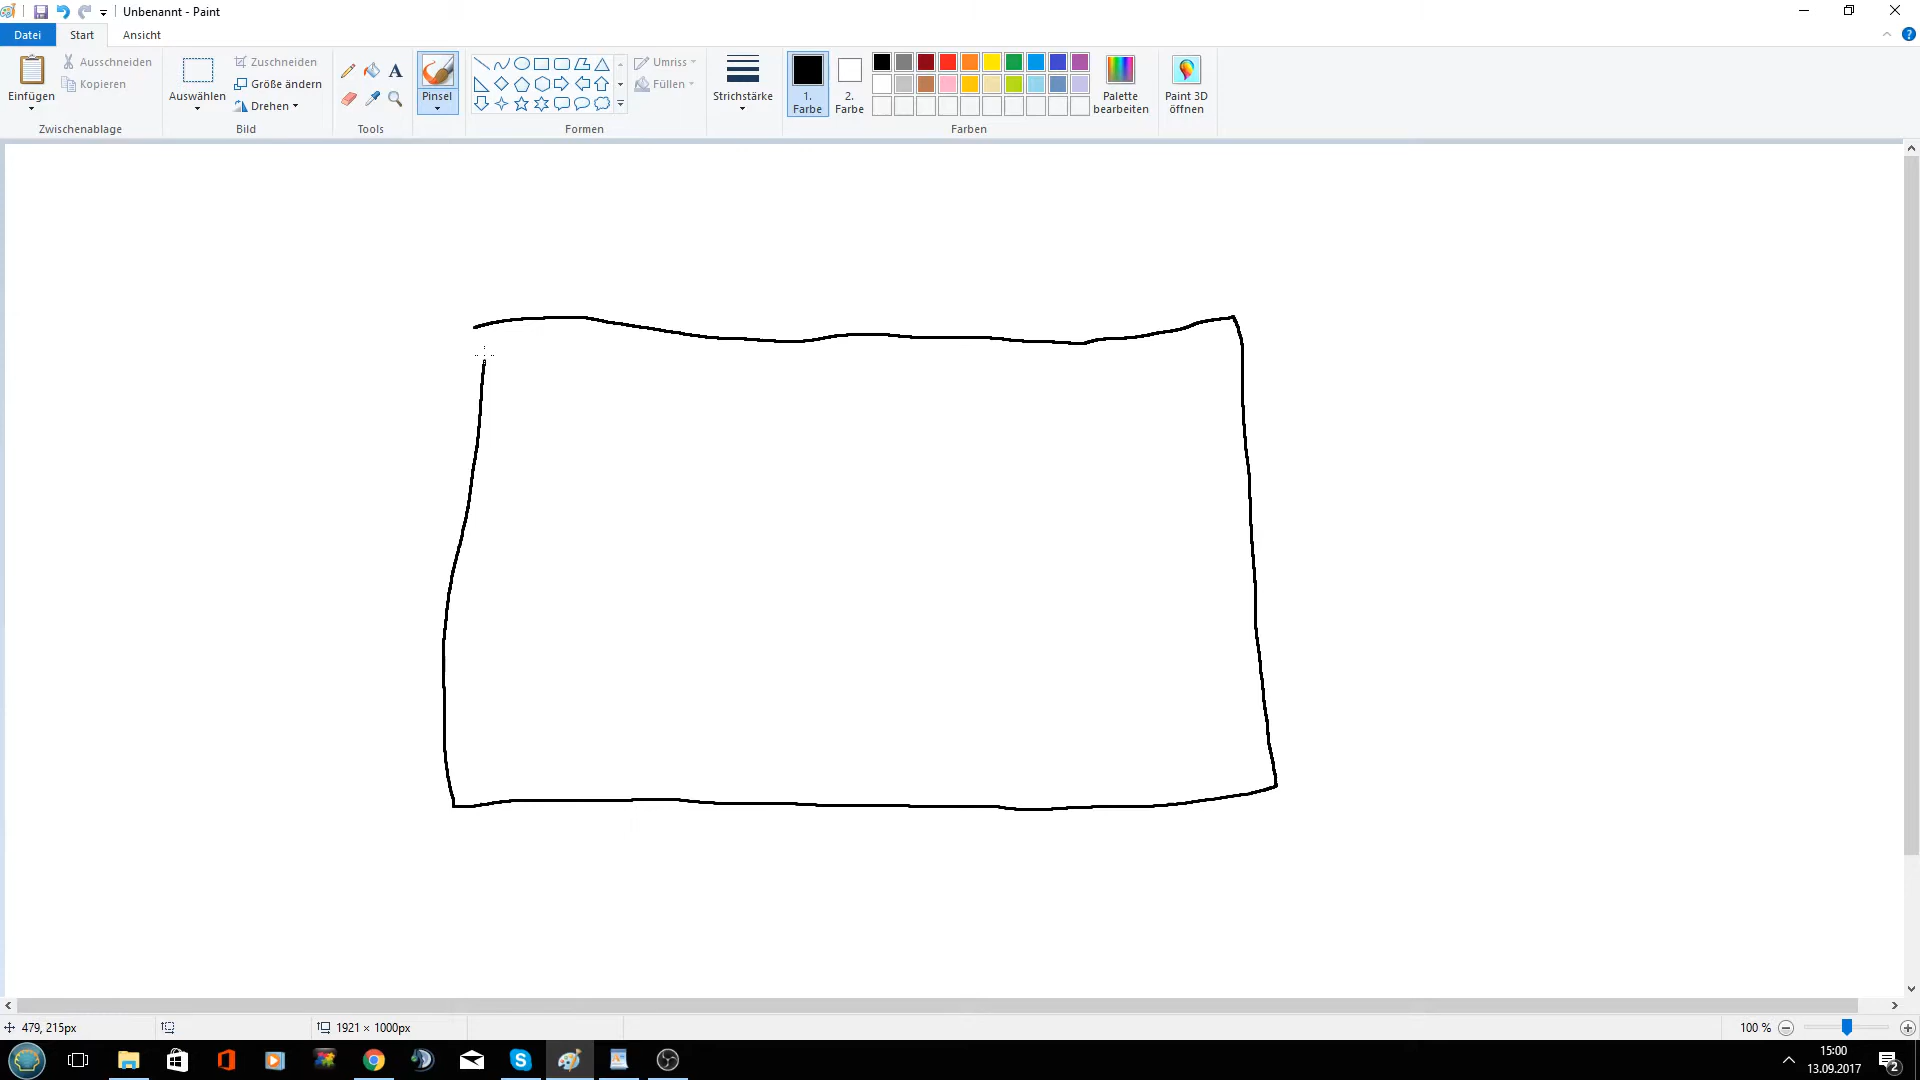 Unbenannt - Paint
Datei Start Ansicht
Einfügen
Ausschneiden
Kopieren
Zwischenablage
Auswählen
Zuschneiden
Größe ändern
Drehen
Bild
A
Tools
Pinsel
Formen
Umriss
Füllen
Strichstärke
1.
Farbe
2.
Farbe
Farben
Palette
bearbeiten
Paint 3D
öffnen
479, 215px
1921 × 1000px
100 %
15:00
13.09.2017
2